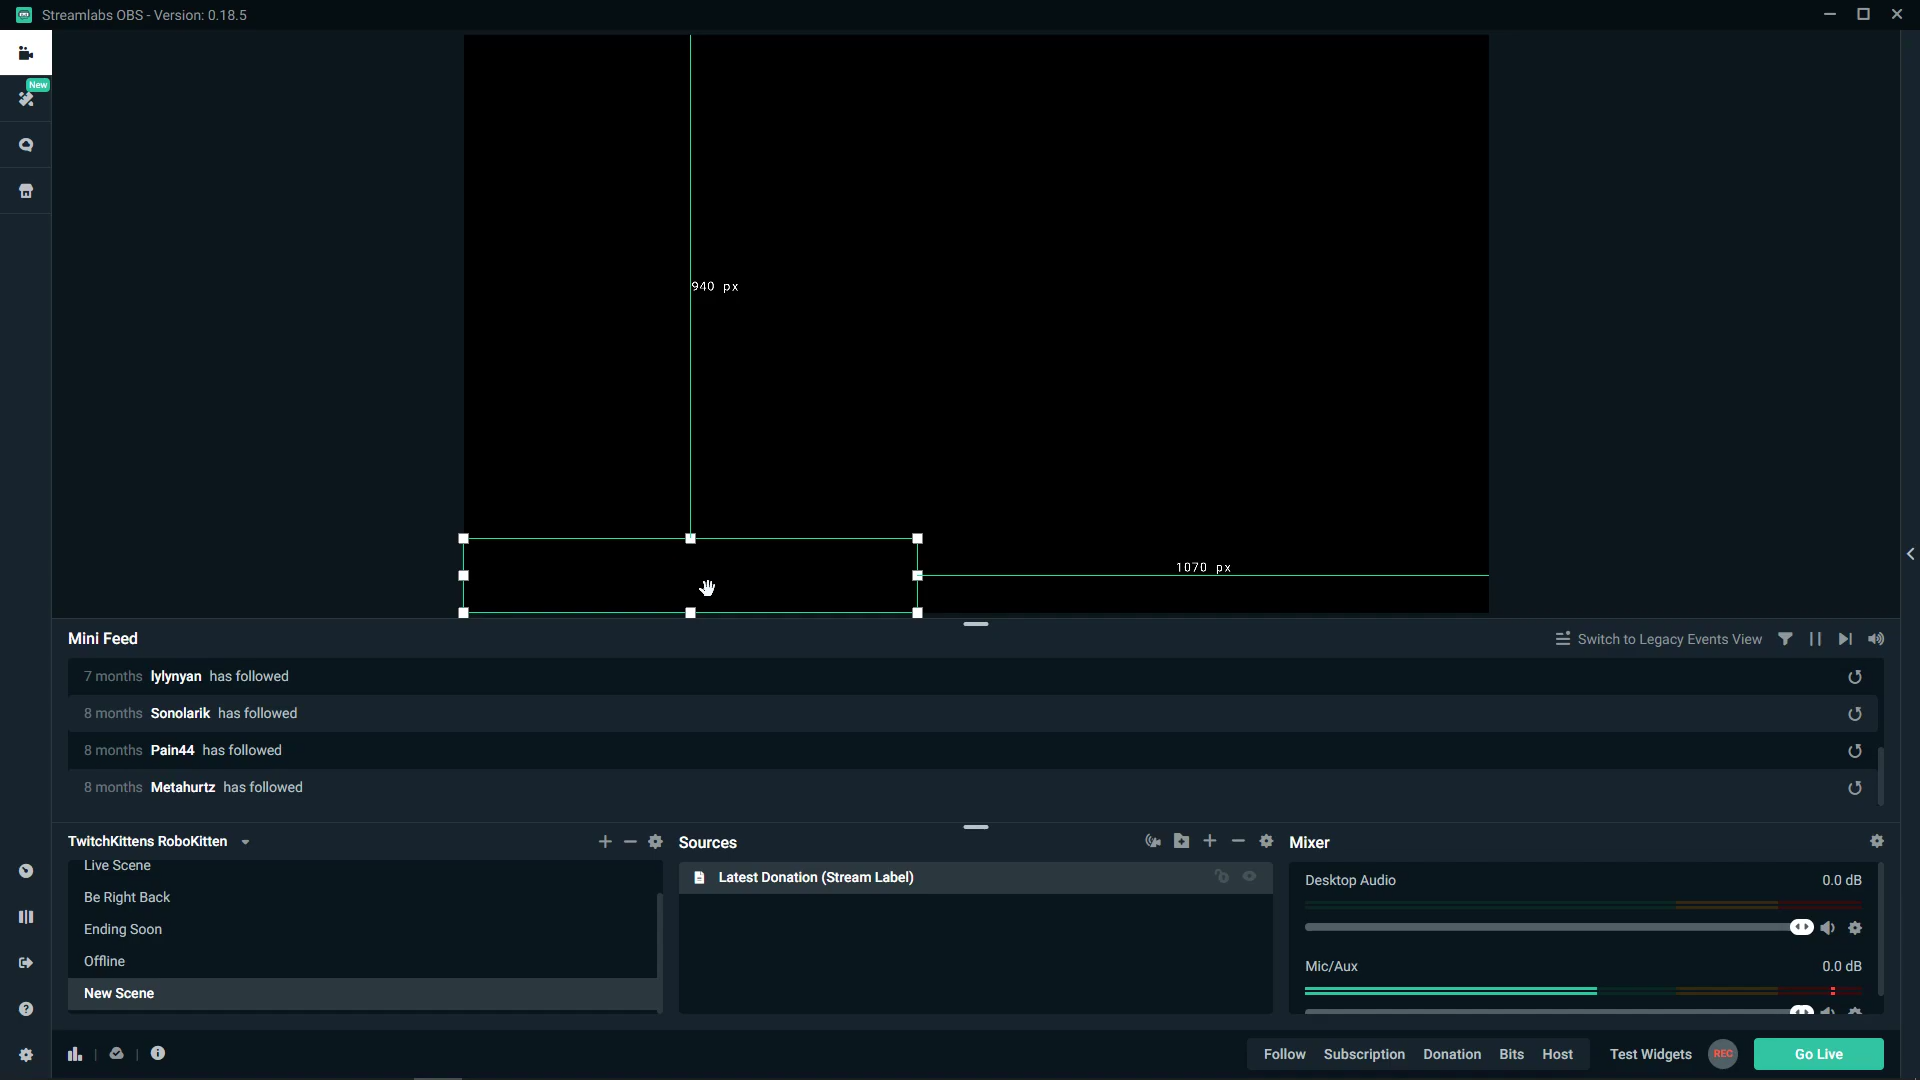 Streamlabs OBS - Version: 0.18.5
New
940 px
1070 px
Mini Feed
Switch to Legacy Events View
7 months lylynyan has followed
8 months Sonolarik has followed
8 months Pain44 has followed
8 months Metahurtz has followed
TwitchKittens RoboKitten
Live Scene
Be Right Back
Ending Soon
Offline
New Scene
Sources
Latest Donation (Stream Label)
Mixer
Desktop Audio 0.0 dB
Mic/Aux 0.0 dB
Follow Subscription Donation Bits Host Test Widgets REC Go Live